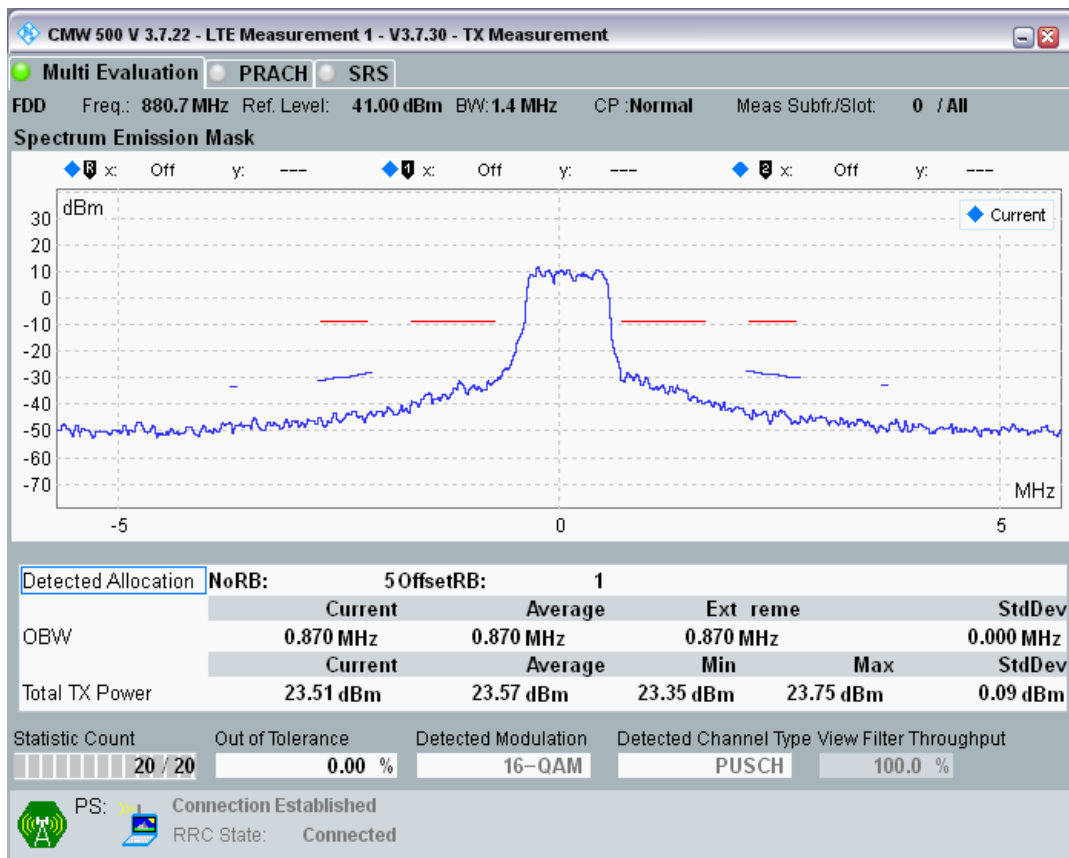 CMW 500 V 3.7.22 - LTE Measurement 1 - V3.7.30 - TX Measurement
Multi Evaluation PRACH SRS
FDD Freq.: 880.7 MHz Ref. Level: 41.00 dBm BW: 1.4 MHz CP :Normal Meas Subfr./Slot: 0 / All
Spectrum Emission Mask
R x: Off y: --- 1 x: Off y: --- 2 x: Off y: ---
dBm
Current
30
20
10
0
-10
-20
-30
-40
-50
-60
-70
MHz
-5 0 5
Detected Allocation NoRB: 5 OffsetRB: 1
Current Average Ext reme StdDev
OBW 0.870 MHz 0.870 MHz 0.870 MHz 0.000 MHz
Current Average Min Max StdDev
Total TX Power 23.51 dBm 23.57 dBm 23.35 dBm 23.75 dBm 0.09 dBm
Statistic Count Out of Tolerance Detected Modulation Detected Channel Type View Filter Throughput
20 / 20 0.00 % 16-QAM PUSCH 100.0 %
PS: Connection Established
RRC State: Connected